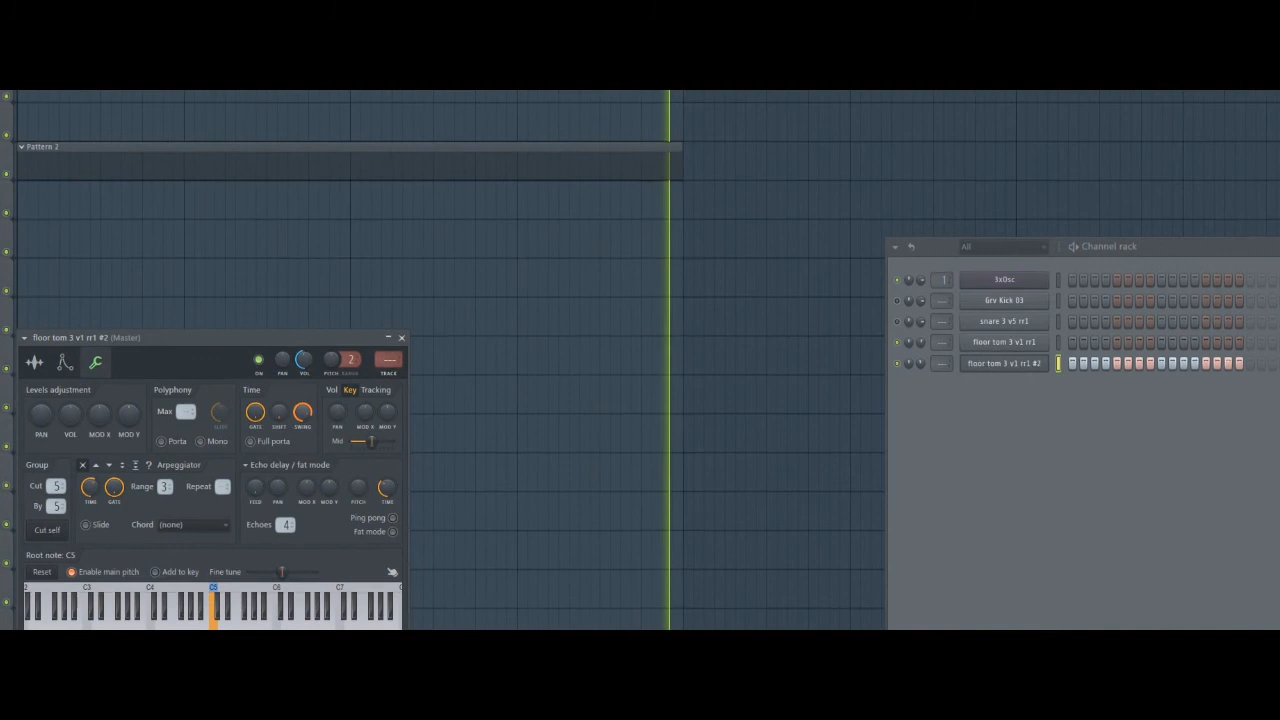 Pattern 2
All
Channel rack
1
3xOsc
Grv Kick 03
snare 3 v5 rr1
floor tom 3 v1 rr1
floor tom 3 v1 rr1 #2
floor tom 3 v1 rr1 #2 (Master)
2
ON PAN VOL PITCH RANGE TRACK
Levels adjustment Polyphony Time Vol Key Tracking
Max
PAN VOL MOD X MOD Y SLIDE GATE SHIFT SWING PAN MOD X MOD Y
Porta Mono Full porta Mid
Group Arpeggiator Echo delay / fat mode
Cut 5 Range 3 Repeat
TIME GATE FEED PAN MOD X MOD Y PITCH TIME
By 5
Ping pong
Cut self Slide Chord (none) Echoes 4
Fat mode
Root note: C5
Reset Enable main pitch Add to key Fine tune
2 C3 C4 C5 C6 C7 C